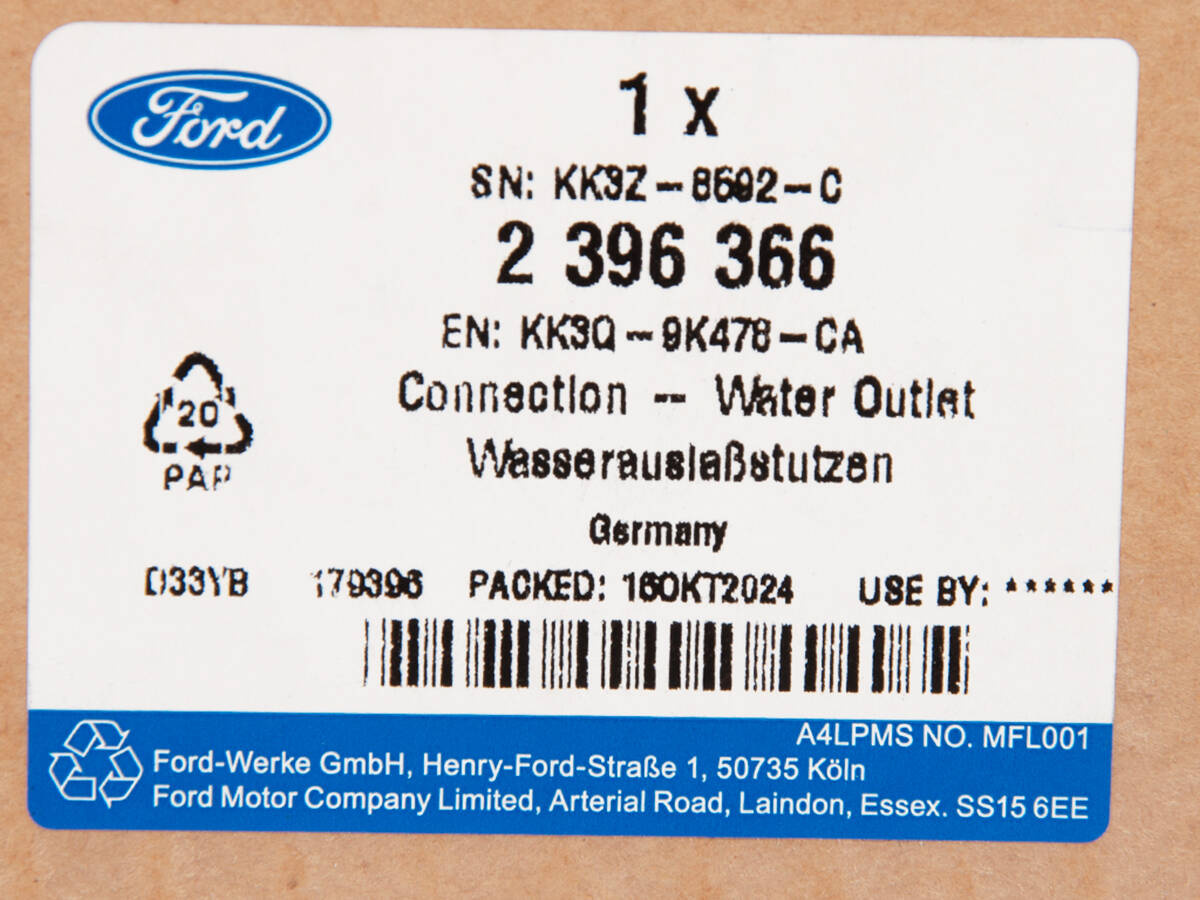 Ford
1 x
SN: KK3Z-8592-C
2 396 366
EN: KK3Q-9K478-CA
Connection -- Water Outlet
Wasserauslaßstutzen
20
PAP
Germany
D33YB 179396 PACKED: 16OKT2024 USE BY: ******
A4LPMS NO. MFL001
Ford-Werke GmbH, Henry-Ford-Straße 1, 50735 Köln
Ford Motor Company Limited, Arterial Road, Laindon, Essex. SS15 6EE